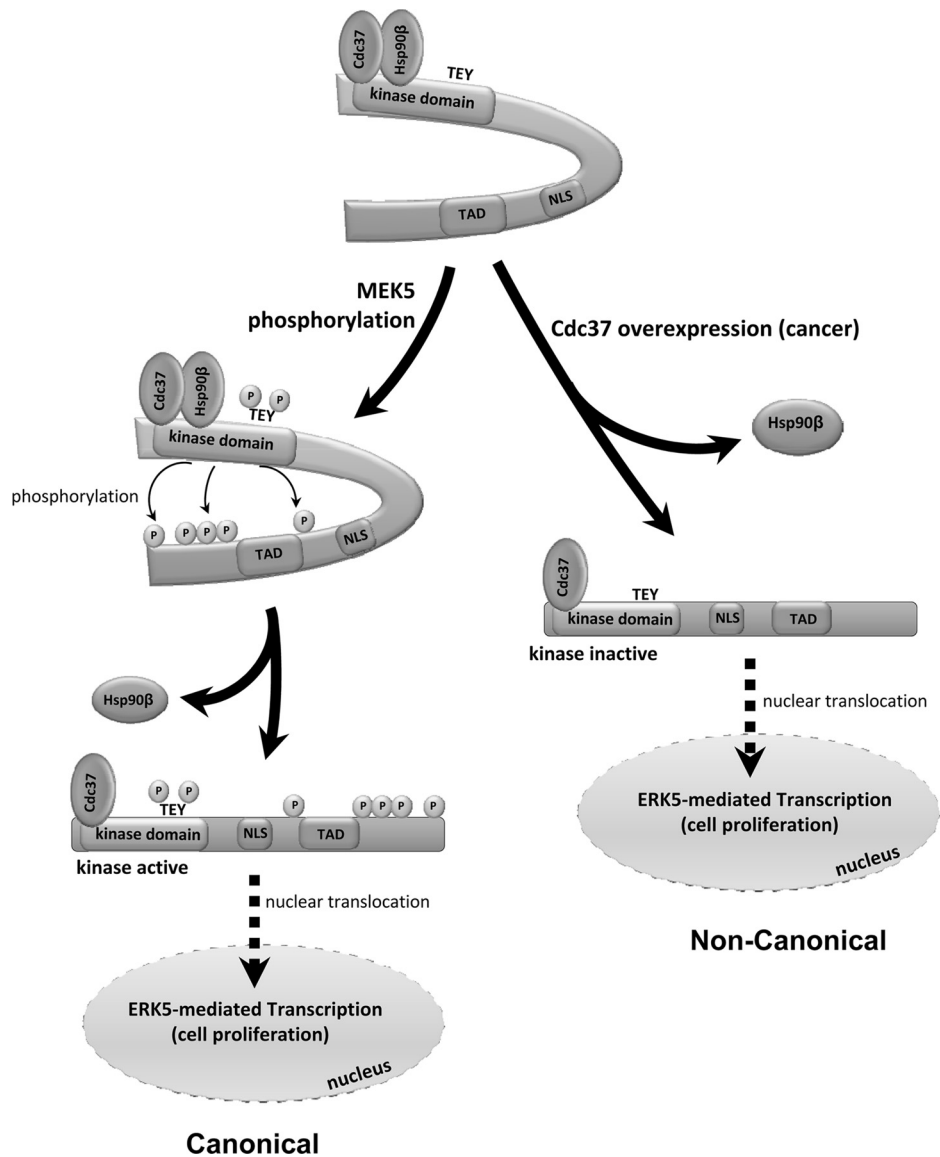 Cdc37
Hsp90β
TEY
kinase domain
NLS
TAD
MEK5
phosphorylation
Cdc37 overexpression (cancer)
Cdc37
Hsp90β
P P
TEY
kinase domain
phosphorylation
P
P P P
P
TAD
NLS
Hsp90β
Cdc37
TEY
kinase domain
NLS
TAD
kinase inactive
nuclear translocation
ERK5-mediated Transcription
(cell proliferation)
nucleus
Non-Canonical
Hsp90β
Cdc37
P P
TEY
P
P P P P
kinase domain
NLS
TAD
kinase active
nuclear translocation
ERK5-mediated Transcription
(cell proliferation)
nucleus
Canonical